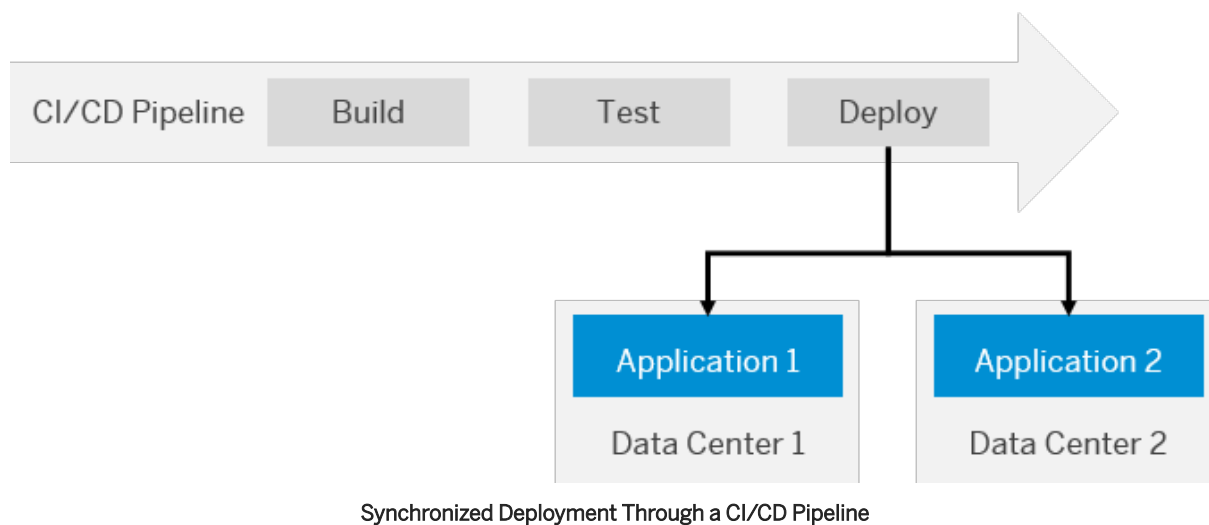 CI/CD Pipeline Build Test Deploy
Application 1 Application 2
Data Center 1 Data Center 2
Synchronized Deployment Through a CI/CD Pipeline